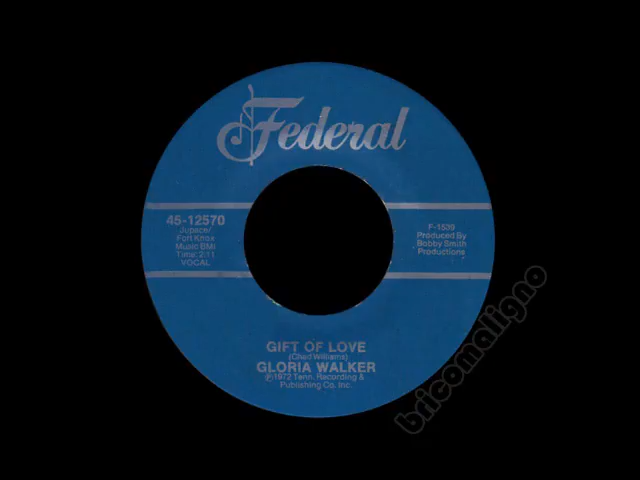 Federal
45-12570
Jupace/
Fort Knox
Music BMI
Time: 2:11
VOCAL
F-1539
Produced By
Bobby Smith
Productions
GIFT OF LOVE
(Chad Williams)
GLORIA WALKER
℗1972 Tenn. Recording &
Publishing Co. Inc.
bricomaligno